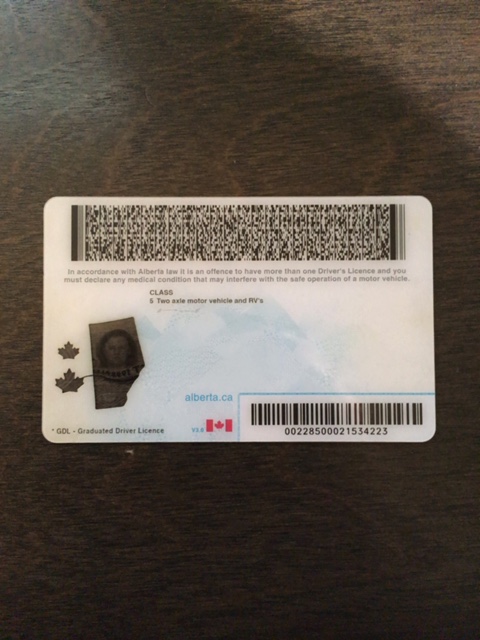 In accordance with Alberta law it is an offence to have more than one Driver's Licence and you
must declare any medical condition that may interfere with the safe operation of a motor vehicle.
CLASS
5 Two axle motor vehicle and RV's
alberta.ca
* GDL - Graduated Driver Licence
V2.0
00228500021534223